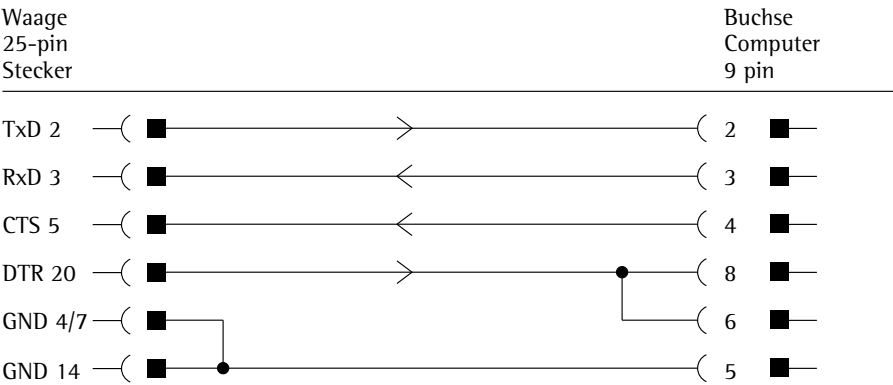 Waage
25-pin
Stecker
Buchse
Computer
9 pin
TxD 2
2
RxD 3
3
CTS 5
4
DTR 20
8
GND 4/7
6
GND 14
5